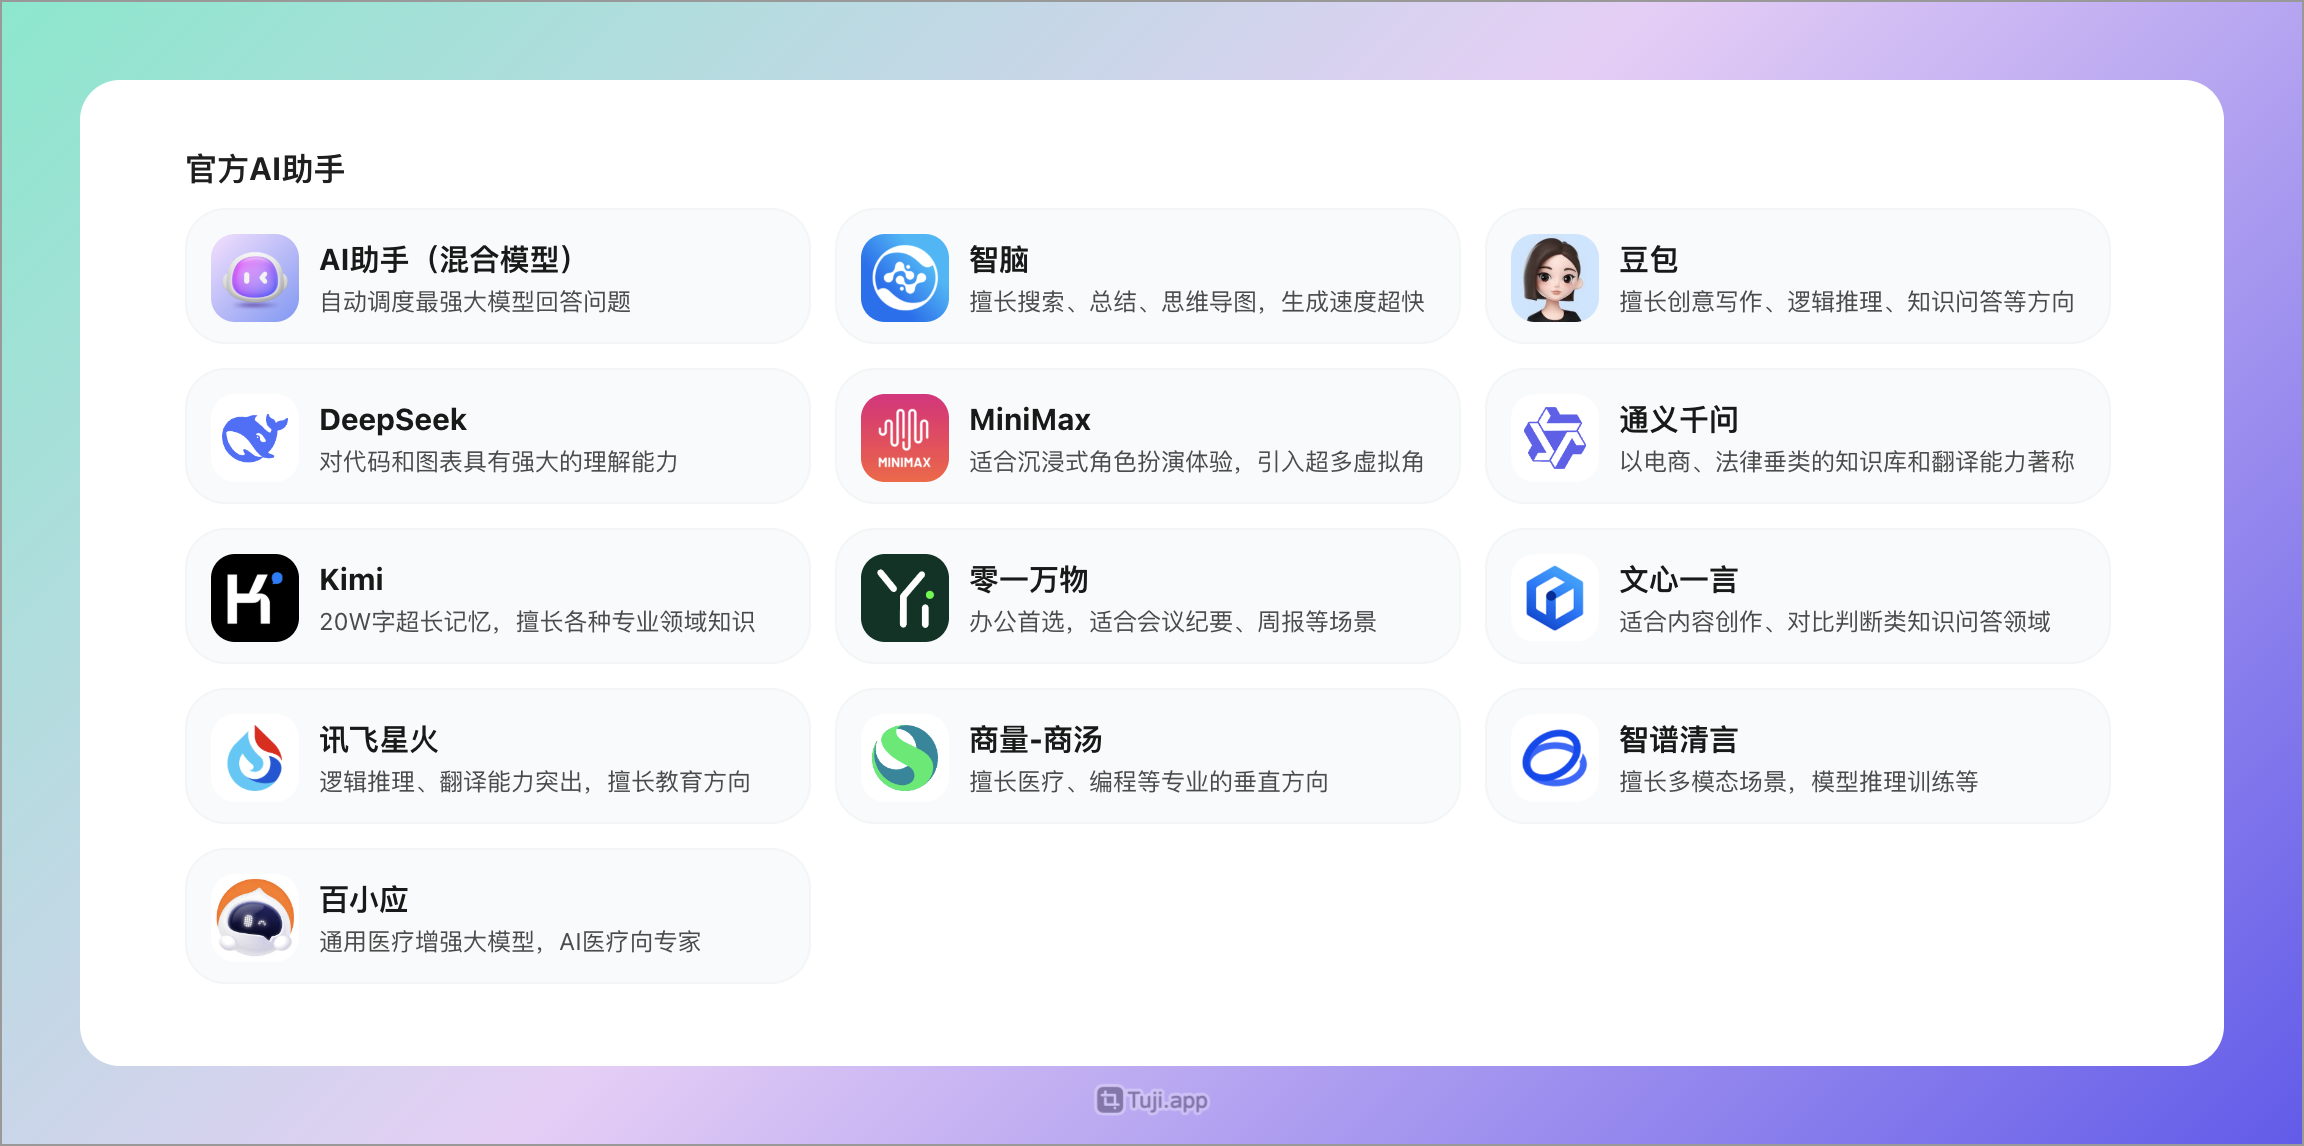 官方AI助手
AI助手（混合模型）
自动调度最强大模型回答问题
智脑
擅长搜索、总结、思维导图，生成速度超快
豆包
擅长创意写作、逻辑推理、知识问答等方向
DeepSeek
对代码和图表具有强大的理解能力
MINIMAX
MiniMax
适合沉浸式角色扮演体验，引入超多虚拟角
通义千问
以电商、法律垂类的知识库和翻译能力著称
Kimi
20W字超长记忆，擅长各种专业领域知识
零一万物
办公首选，适合会议纪要、周报等场景
文心一言
适合内容创作、对比判断类知识问答领域
讯飞星火
逻辑推理、翻译能力突出，擅长教育方向
商量-商汤
擅长医疗、编程等专业的垂直方向
智谱清言
擅长多模态场景，模型推理训练等
百小应
通用医疗增强大模型，AI医疗向专家
Tuji.app